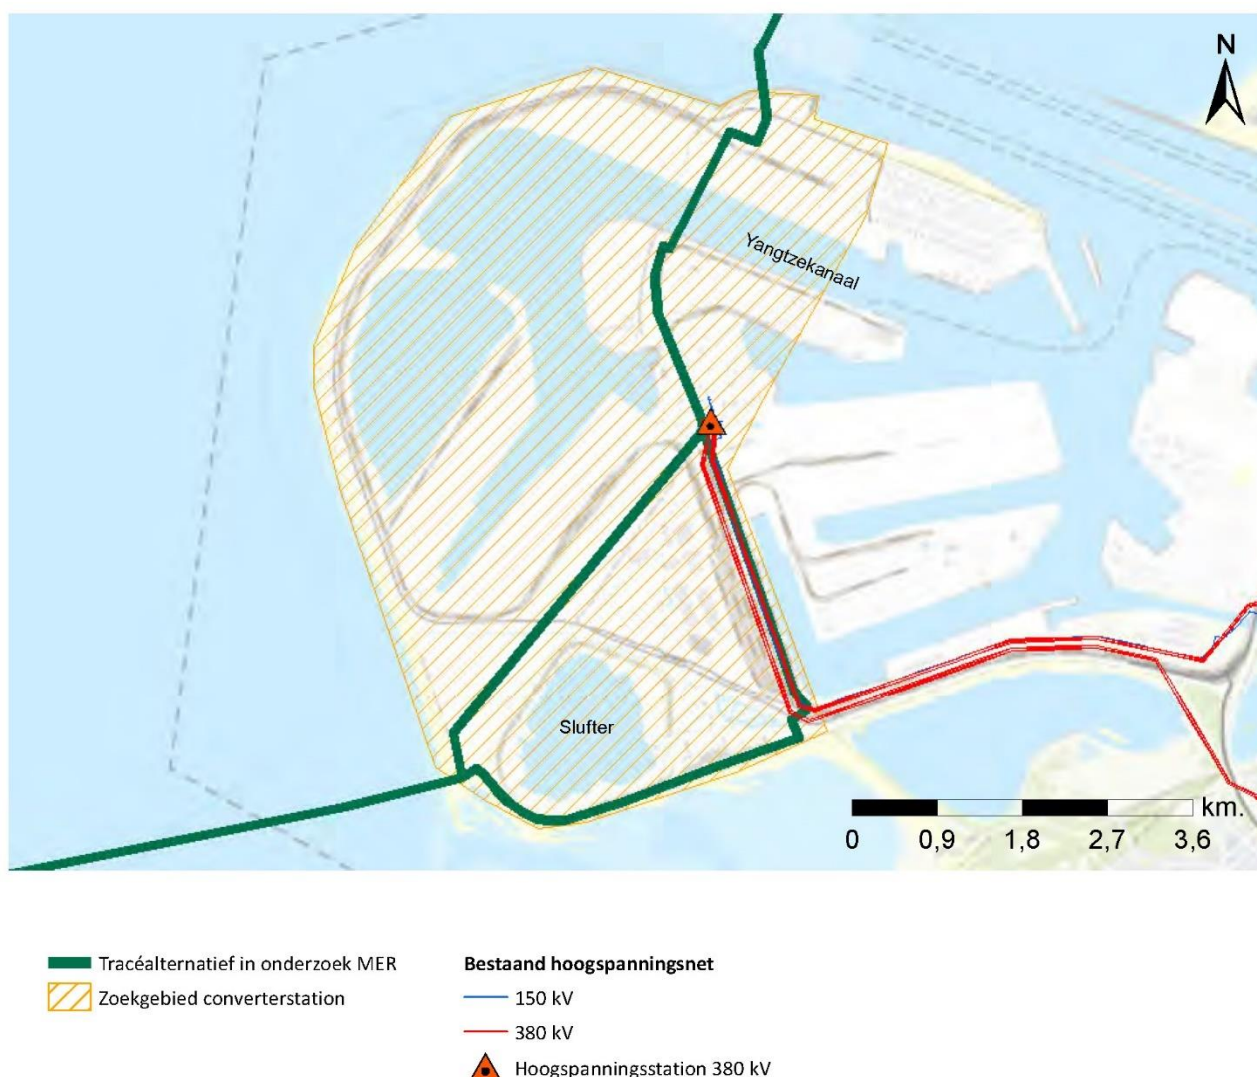 N
Yangtzekanaal
Slufter
km.
0 0,9 1,8 2,7 3,6
Tracéalternatief in onderzoek MER
Zoekgebied converterstation
Bestaand hoogspanningsnet
150 kV
380 kV
Hoogspanningsstation 380 kV